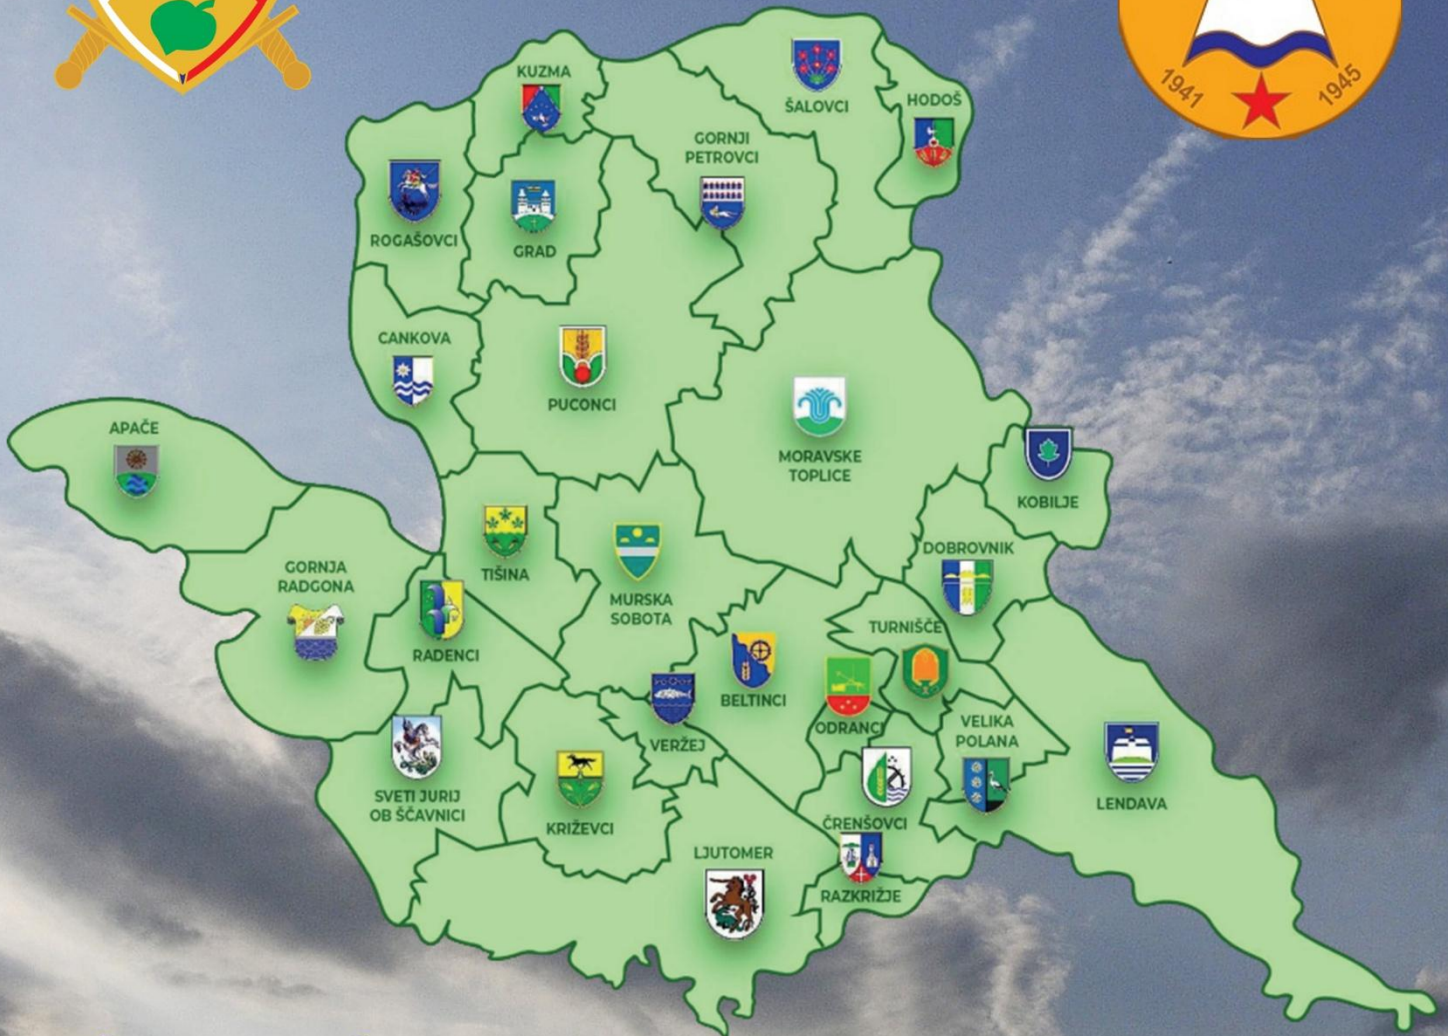 1941
1945
KUZMA
ŠALOVCI
HODOŠ
GORNJI
PETROVCI
ROGAŠOVCI
GRAD
CANKOVA
PUCONCI
APAČE
MORAVSKE
TOPLICE
KOBILJE
GORNJA
RADGONA
TIŠINA
MURSKA
SOBOTA
DOBROVNIK
TURNIŠČE
RADENCI
BELTINCI
ODRANCI
VELIKA
POLANA
VERŽEJ
LENDAVA
SVETI JURIJ
OB ŠČAVNICI
KRIŽEVCI
ČRENŠOVCI
LJUTOMER
RAZKRIŽJE